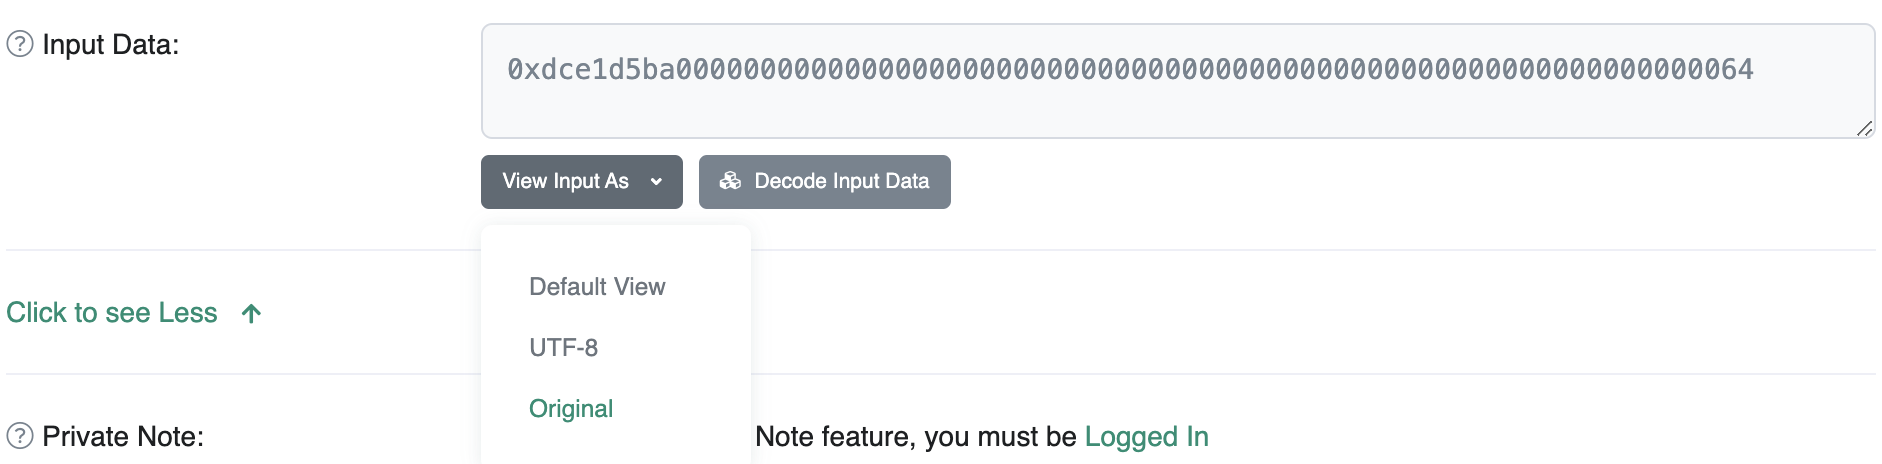 Input Data:
0xdce1d5ba0000000000000000000000000000000000000000000000000000000000000064
View Input As
Decode Input Data
Default View
Click to see Less
UTF-8
Original
Private Note:
Note feature, you must be Logged In